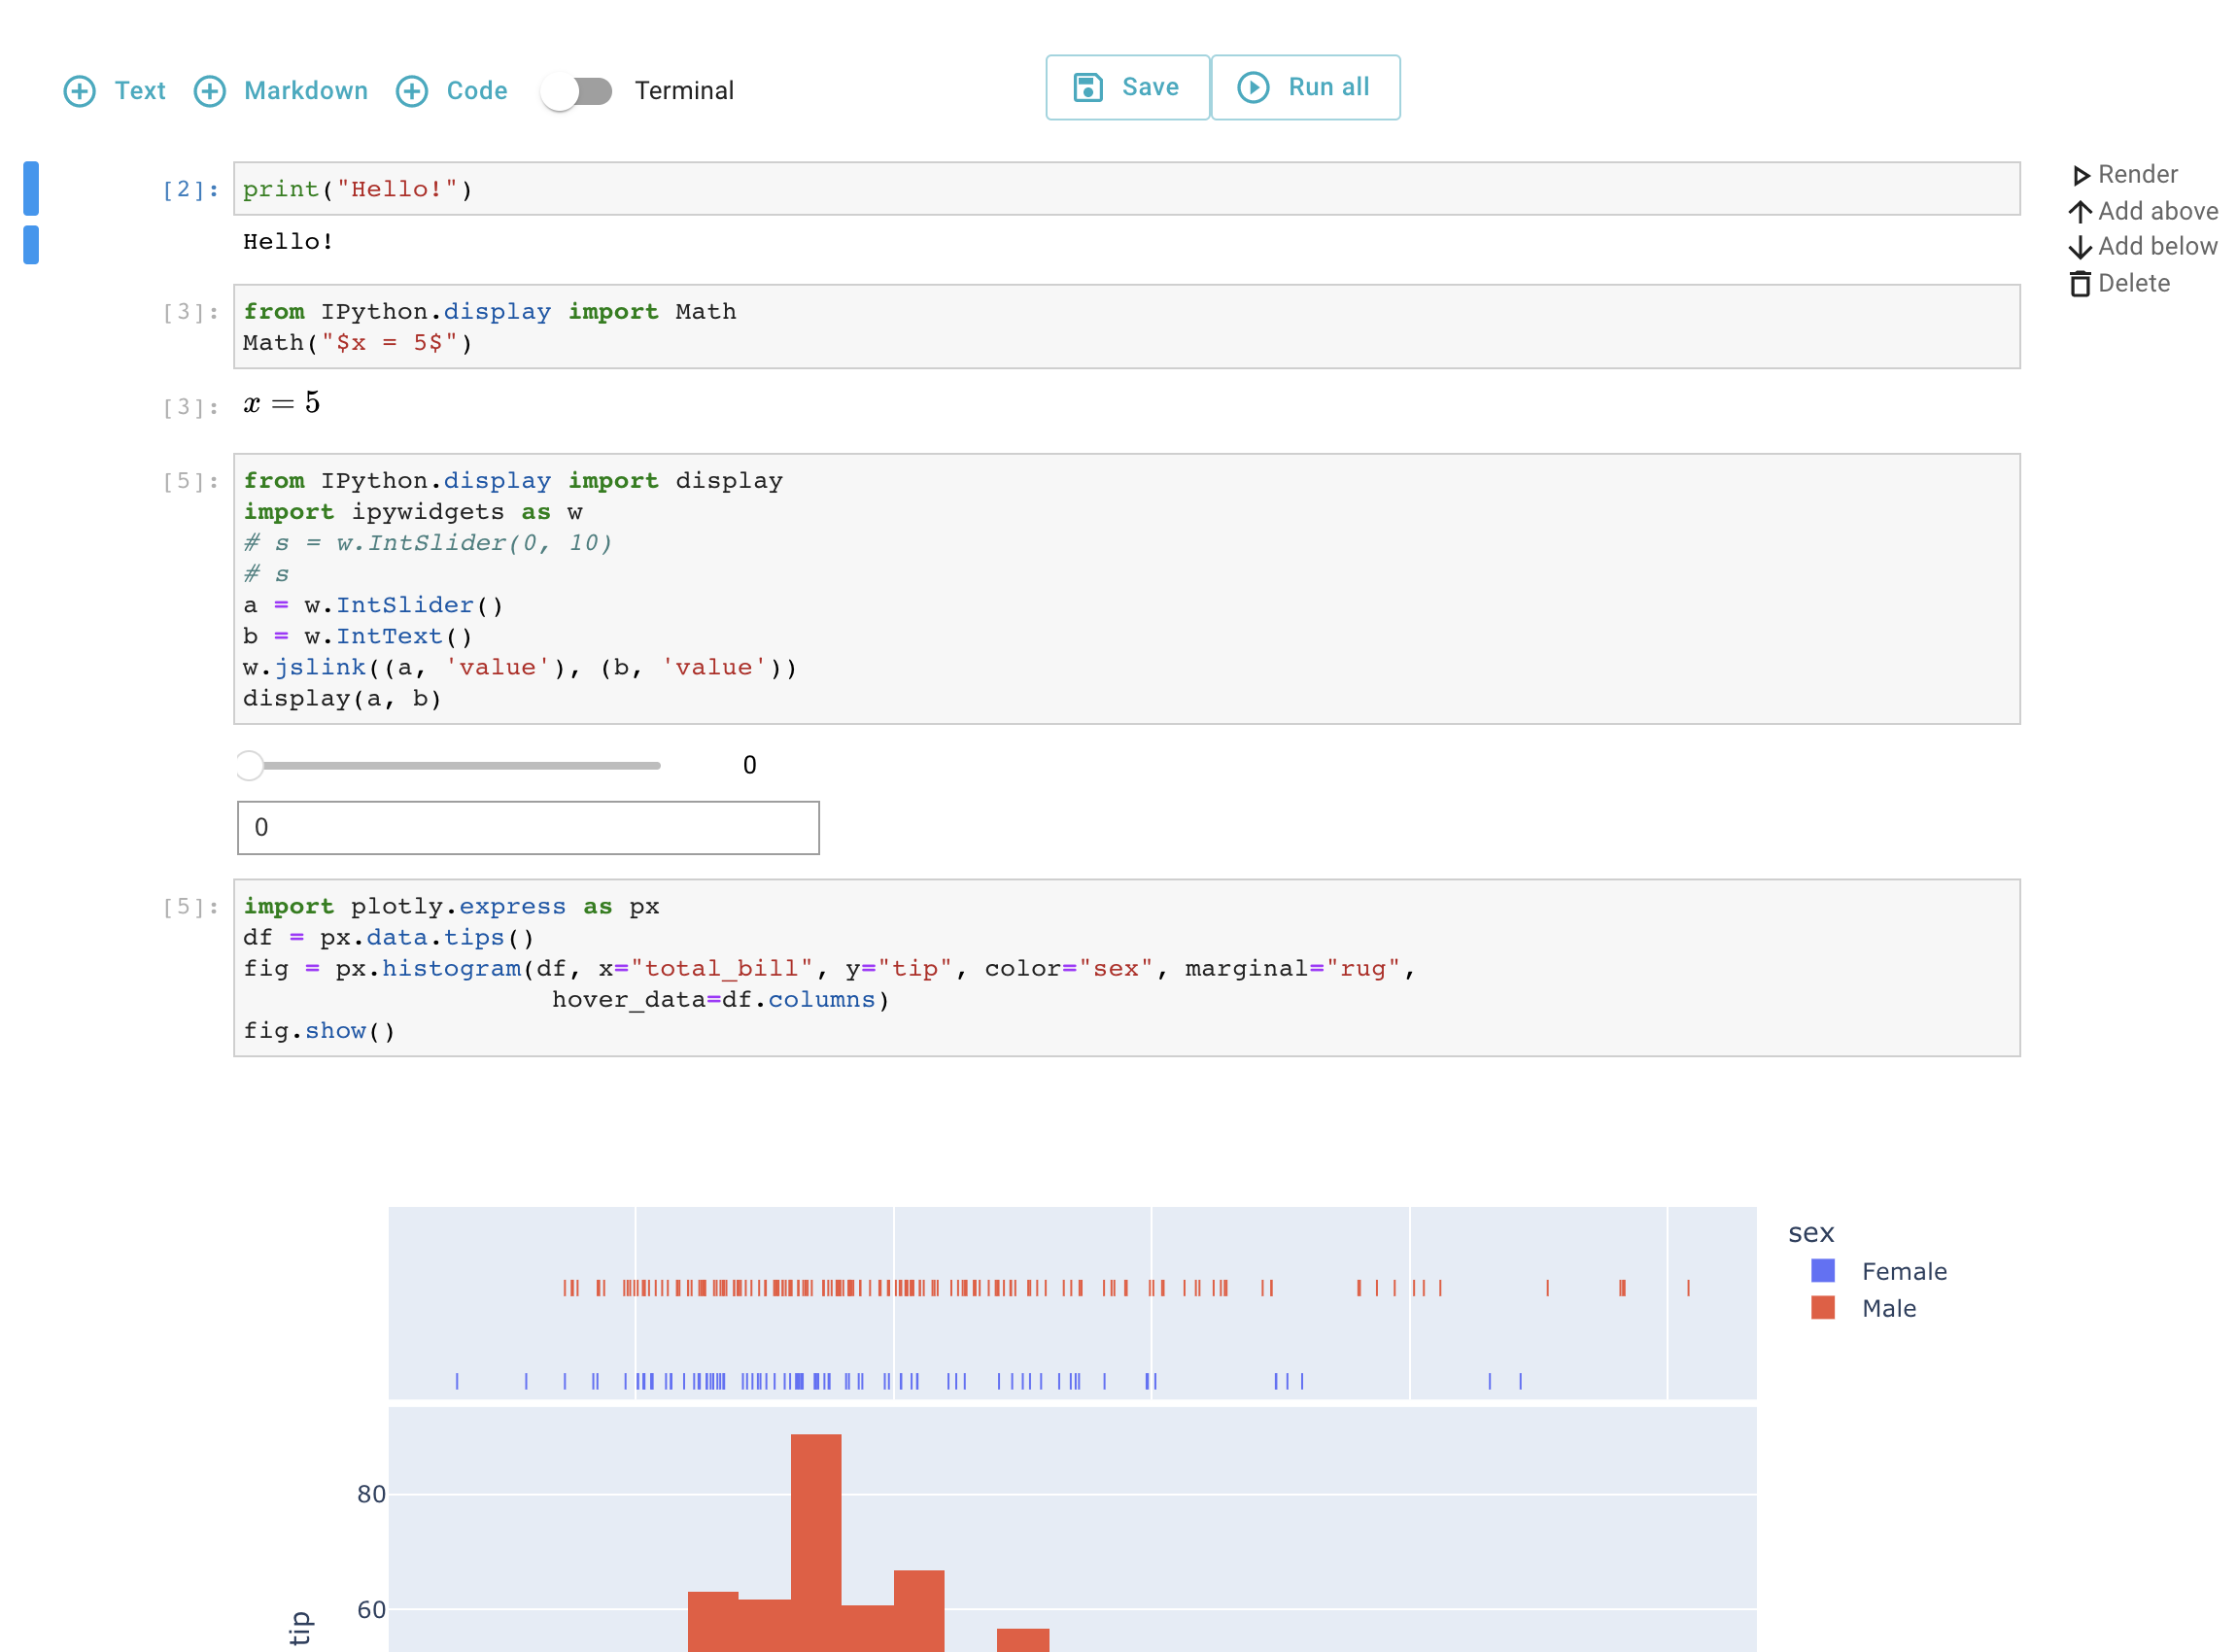 Text Markdown Code Terminal Save Run all
[2]: print("Hello!")
Hello!
Render
Add above
Add below
Delete
[3]: from IPython.display import Math
Math("$x = 5$")
[3]: x = 5
[5]: from IPython.display import display
import ipywidgets as w
# s = w.IntSlider(0, 10)
# s
a = w.IntSlider()
b = w.IntText()
w.jslink((a, 'value'), (b, 'value'))
display(a, b)
0
0
[5]: import plotly.express as px
df = px.data.tips()
fig = px.histogram(df, x="total_bill", y="tip", color="sex", marginal="rug",
hover_data=df.columns)
fig.show()
sex
Female
Male
80
60
tip